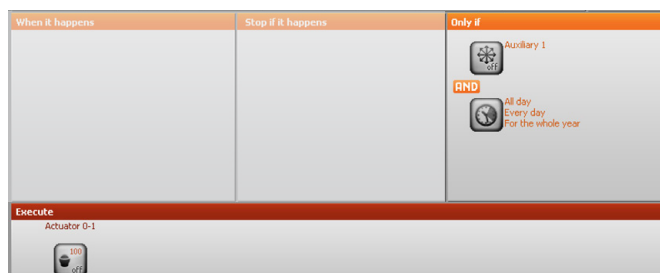 When it happens
Stop if it happens
Only if
Auxiliary 1
off
AND
All day
Every day
For the whole year
Execute
Actuator 0-1
100
off